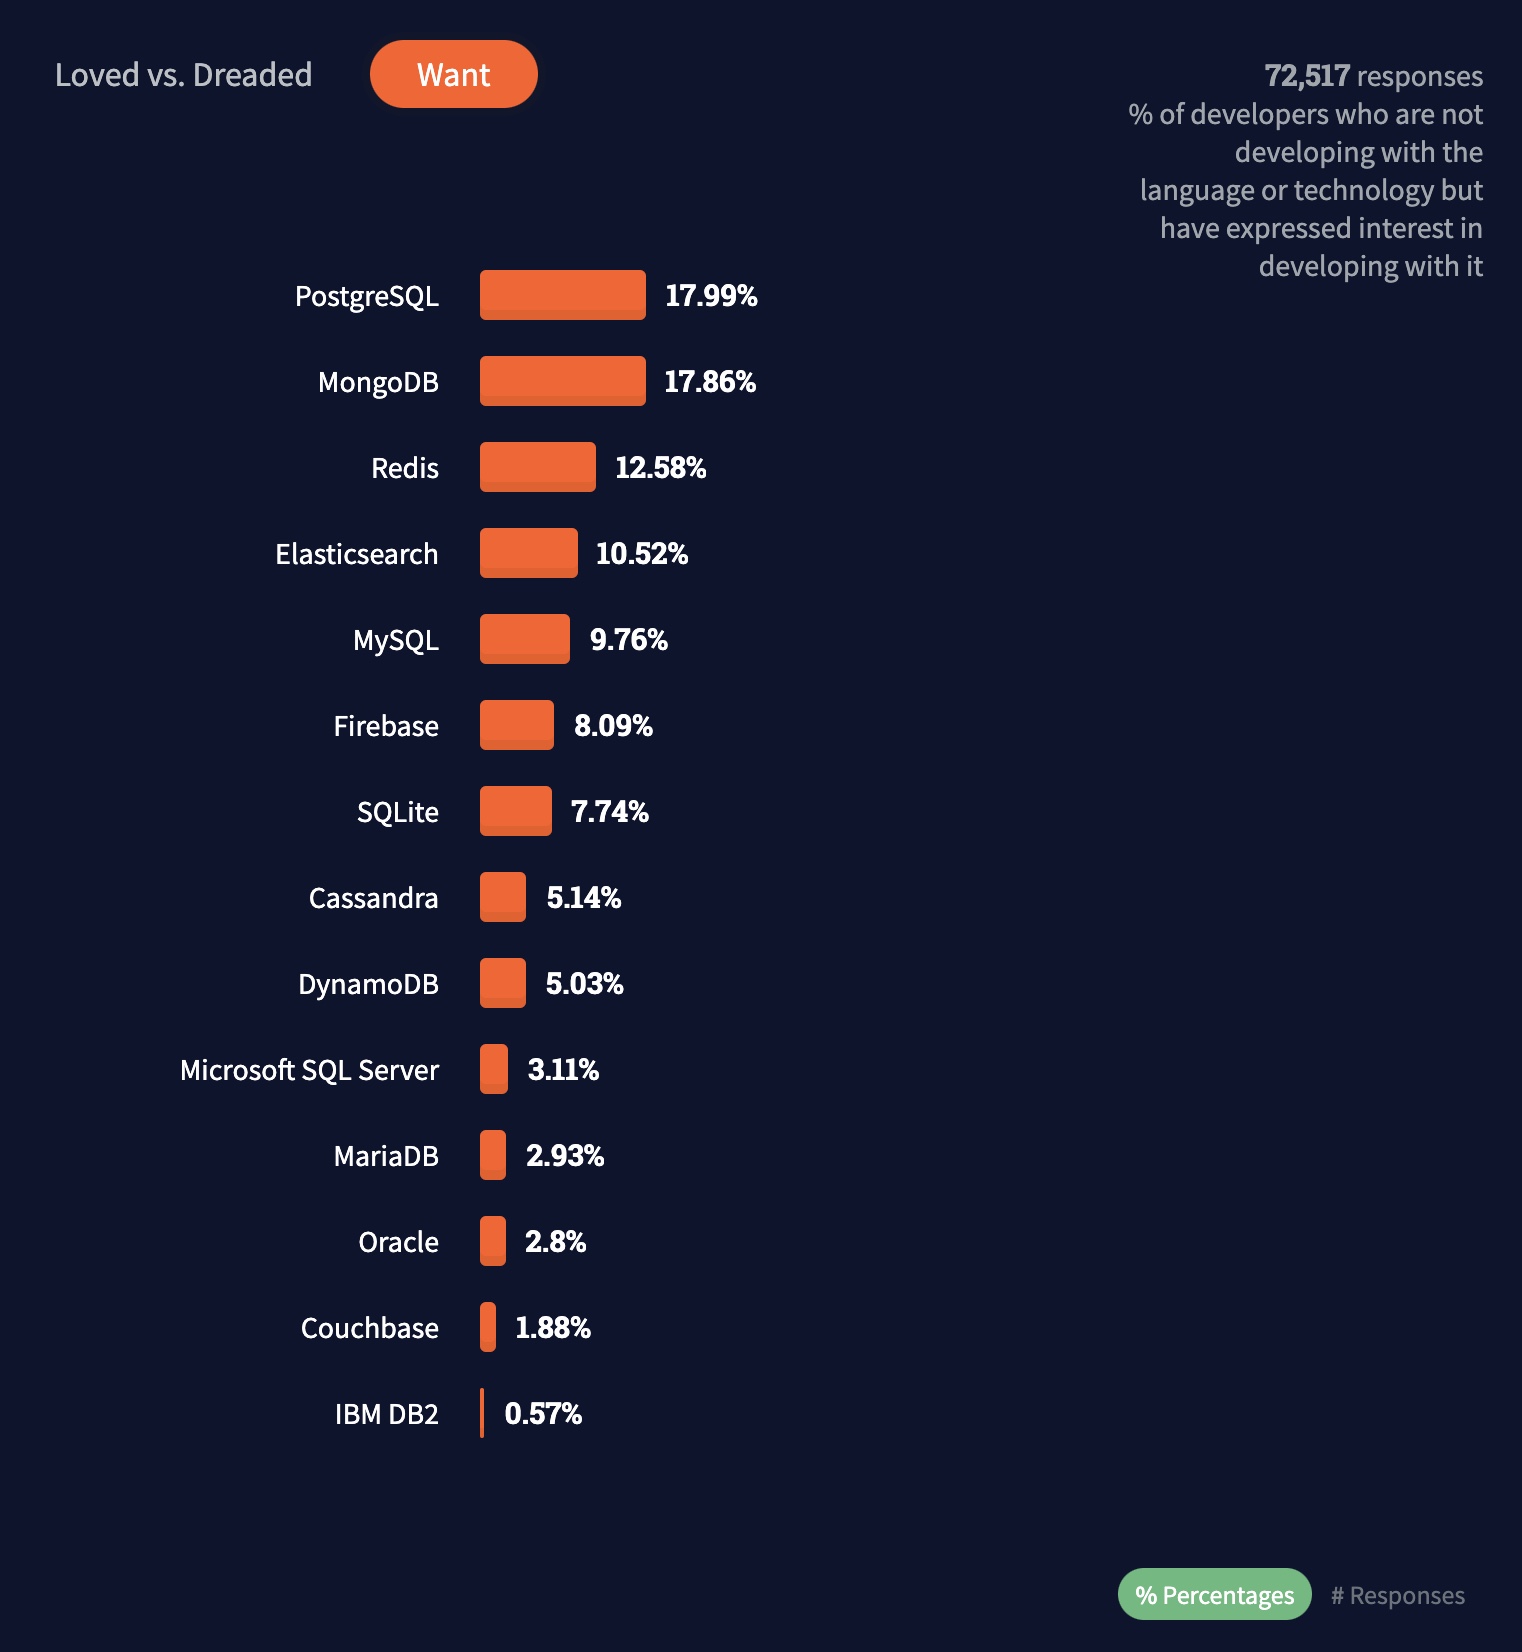 Loved vs. Dreaded
Want
72,517 responses
% of developers who are not
developing with the
language or technology but
have expressed interest in
developing with it
PostgreSQL 17.99%
MongoDB 17.86%
Redis 12.58%
Elasticsearch 10.52%
MySQL 9.76%
Firebase 8.09%
SQLite 7.74%
Cassandra 5.14%
DynamoDB 5.03%
Microsoft SQL Server 3.11%
MariaDB 2.93%
Oracle 2.8%
Couchbase 1.88%
IBM DB2 0.57%
% Percentages # Responses